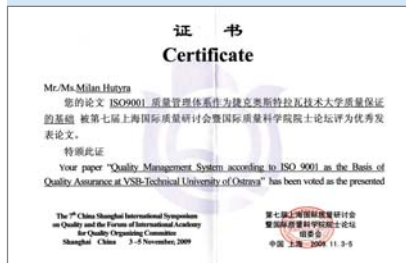 证 书
Certificate
Mr./Ms.Milan Hutyra
您的论文 ISO9001 质量管理体系作为捷克奥斯特拉瓦技术大学质量保证
的基础 被第七届上海国际质量研讨会暨国际质量科学院院士论坛评为优秀发
表论文。
特颁此证
Your paper “Quality Management System according to ISO 9001 as the Basis of
Quality Assurance at VSB-Technical University of Ostrava” has been voted as the presented
The 7th China Shanghai International Symposium
on Quality and the Forum of International Academy
for Quality Organizing Committee
Shanghai China 3 -5 November, 2009
第七届上海国际质量研讨会
暨国际质量科学院院士论坛
组委会
中国 上海 2009 11. 3-5